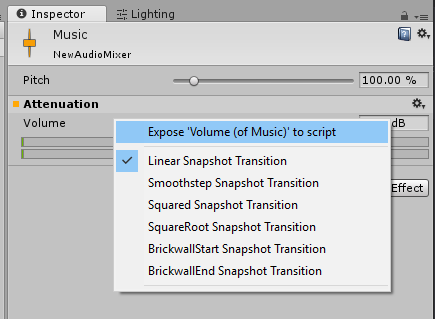 Inspector
Lighting
Music
NewAudioMixer
Pitch
100.00 %
Attenuation
Volume
dB
Expose 'Volume (of Music)' to script
Linear Snapshot Transition
Smoothstep Snapshot Transition
Effect
Squared Snapshot Transition
SquareRoot Snapshot Transition
BrickwallStart Snapshot Transition
BrickwallEnd Snapshot Transition